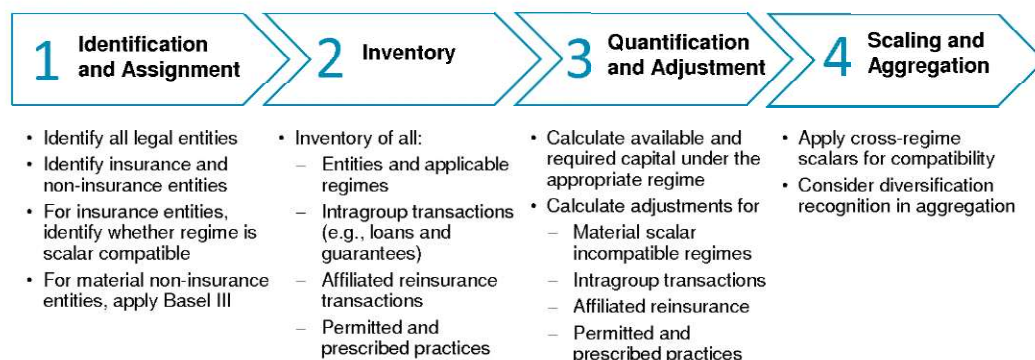 1 Identification
and Assignment
• Identify all legal entities
• Identify insurance and
non-insurance entities
• For insurance entities,
identify whether regime is
scalar compatible
• For material non-insurance
entities, apply Basel III
2 Inventory
• Inventory of all:
– Entities and applicable
regimes
– Intragroup transactions
(e.g., loans and
guarantees)
– Affiliated reinsurance
transactions
– Permitted and
prescribed practices
3 Quantification
and Adjustment
• Calculate available and
required capital under the
appropriate regime
• Calculate adjustments for
– Material scalar
incompatible regimes
– Intragroup transactions
– Affiliated reinsurance
– Permitted and
prescribed practices
4 Scaling and
Aggregation
• Apply cross-regime
scalars for compatibility
• Consider diversification
recognition in aggregation